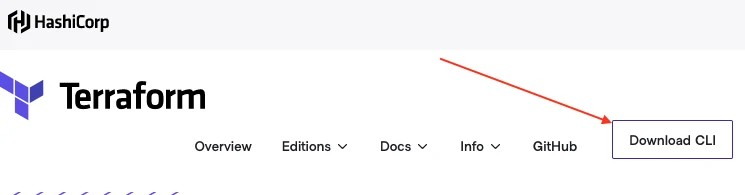 HashiCorp
Terraform
Overview Editions Docs Info GitHub Download CLI